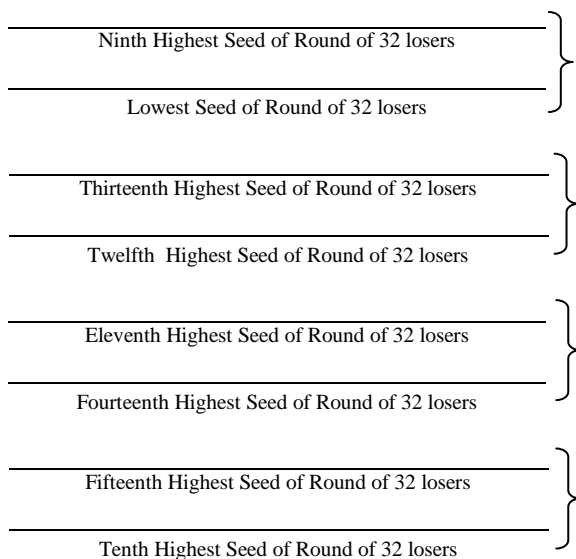 Ninth Highest Seed of Round of 32 losers
Lowest Seed of Round of 32 losers
Thirteenth Highest Seed of Round of 32 losers
Twelfth  Highest Seed of Round of 32 losers
Eleventh Highest Seed of Round of 32 losers
Fourteenth Highest Seed of Round of 32 losers
Fifteenth Highest Seed of Round of 32 losers
Tenth Highest Seed of Round of 32 losers